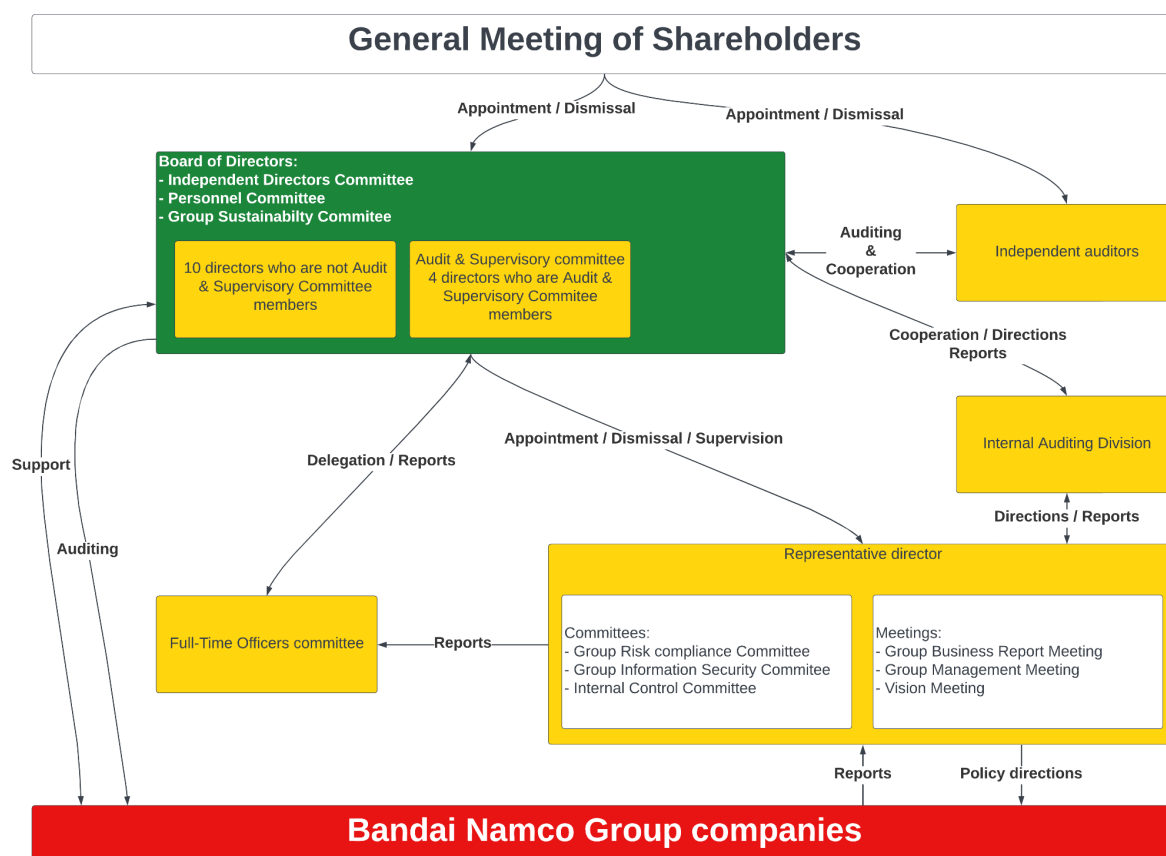 General Meeting of Shareholders
Appointment / Dismissal
Appointment / Dismissal
Board of Directors:
- Independent Directors Committee
- Personnel Committee
- Group Sustainabilty Commitee
10 directors who are not Audit
& Supervisory Committee
members
Audit & Supervisory committee
4 directors who are Audit &
Supervisory Commitee
members
Auditing
&
Cooperation
Independent auditors
Cooperation / Directions
Reports
Internal Auditing Division
Support
Auditing
Delegation / Reports
Appointment / Dismissal / Supervision
Directions / Reports
Full-Time Officers committee
Reports
Representative director
Committees:
- Group Risk compliance Committee
- Group Information Security Commitee
- Internal Control Committee
Meetings:
- Group Business Report Meeting
- Group Management Meeting
- Vision Meeting
Reports
Policy directions
Bandai Namco Group companies